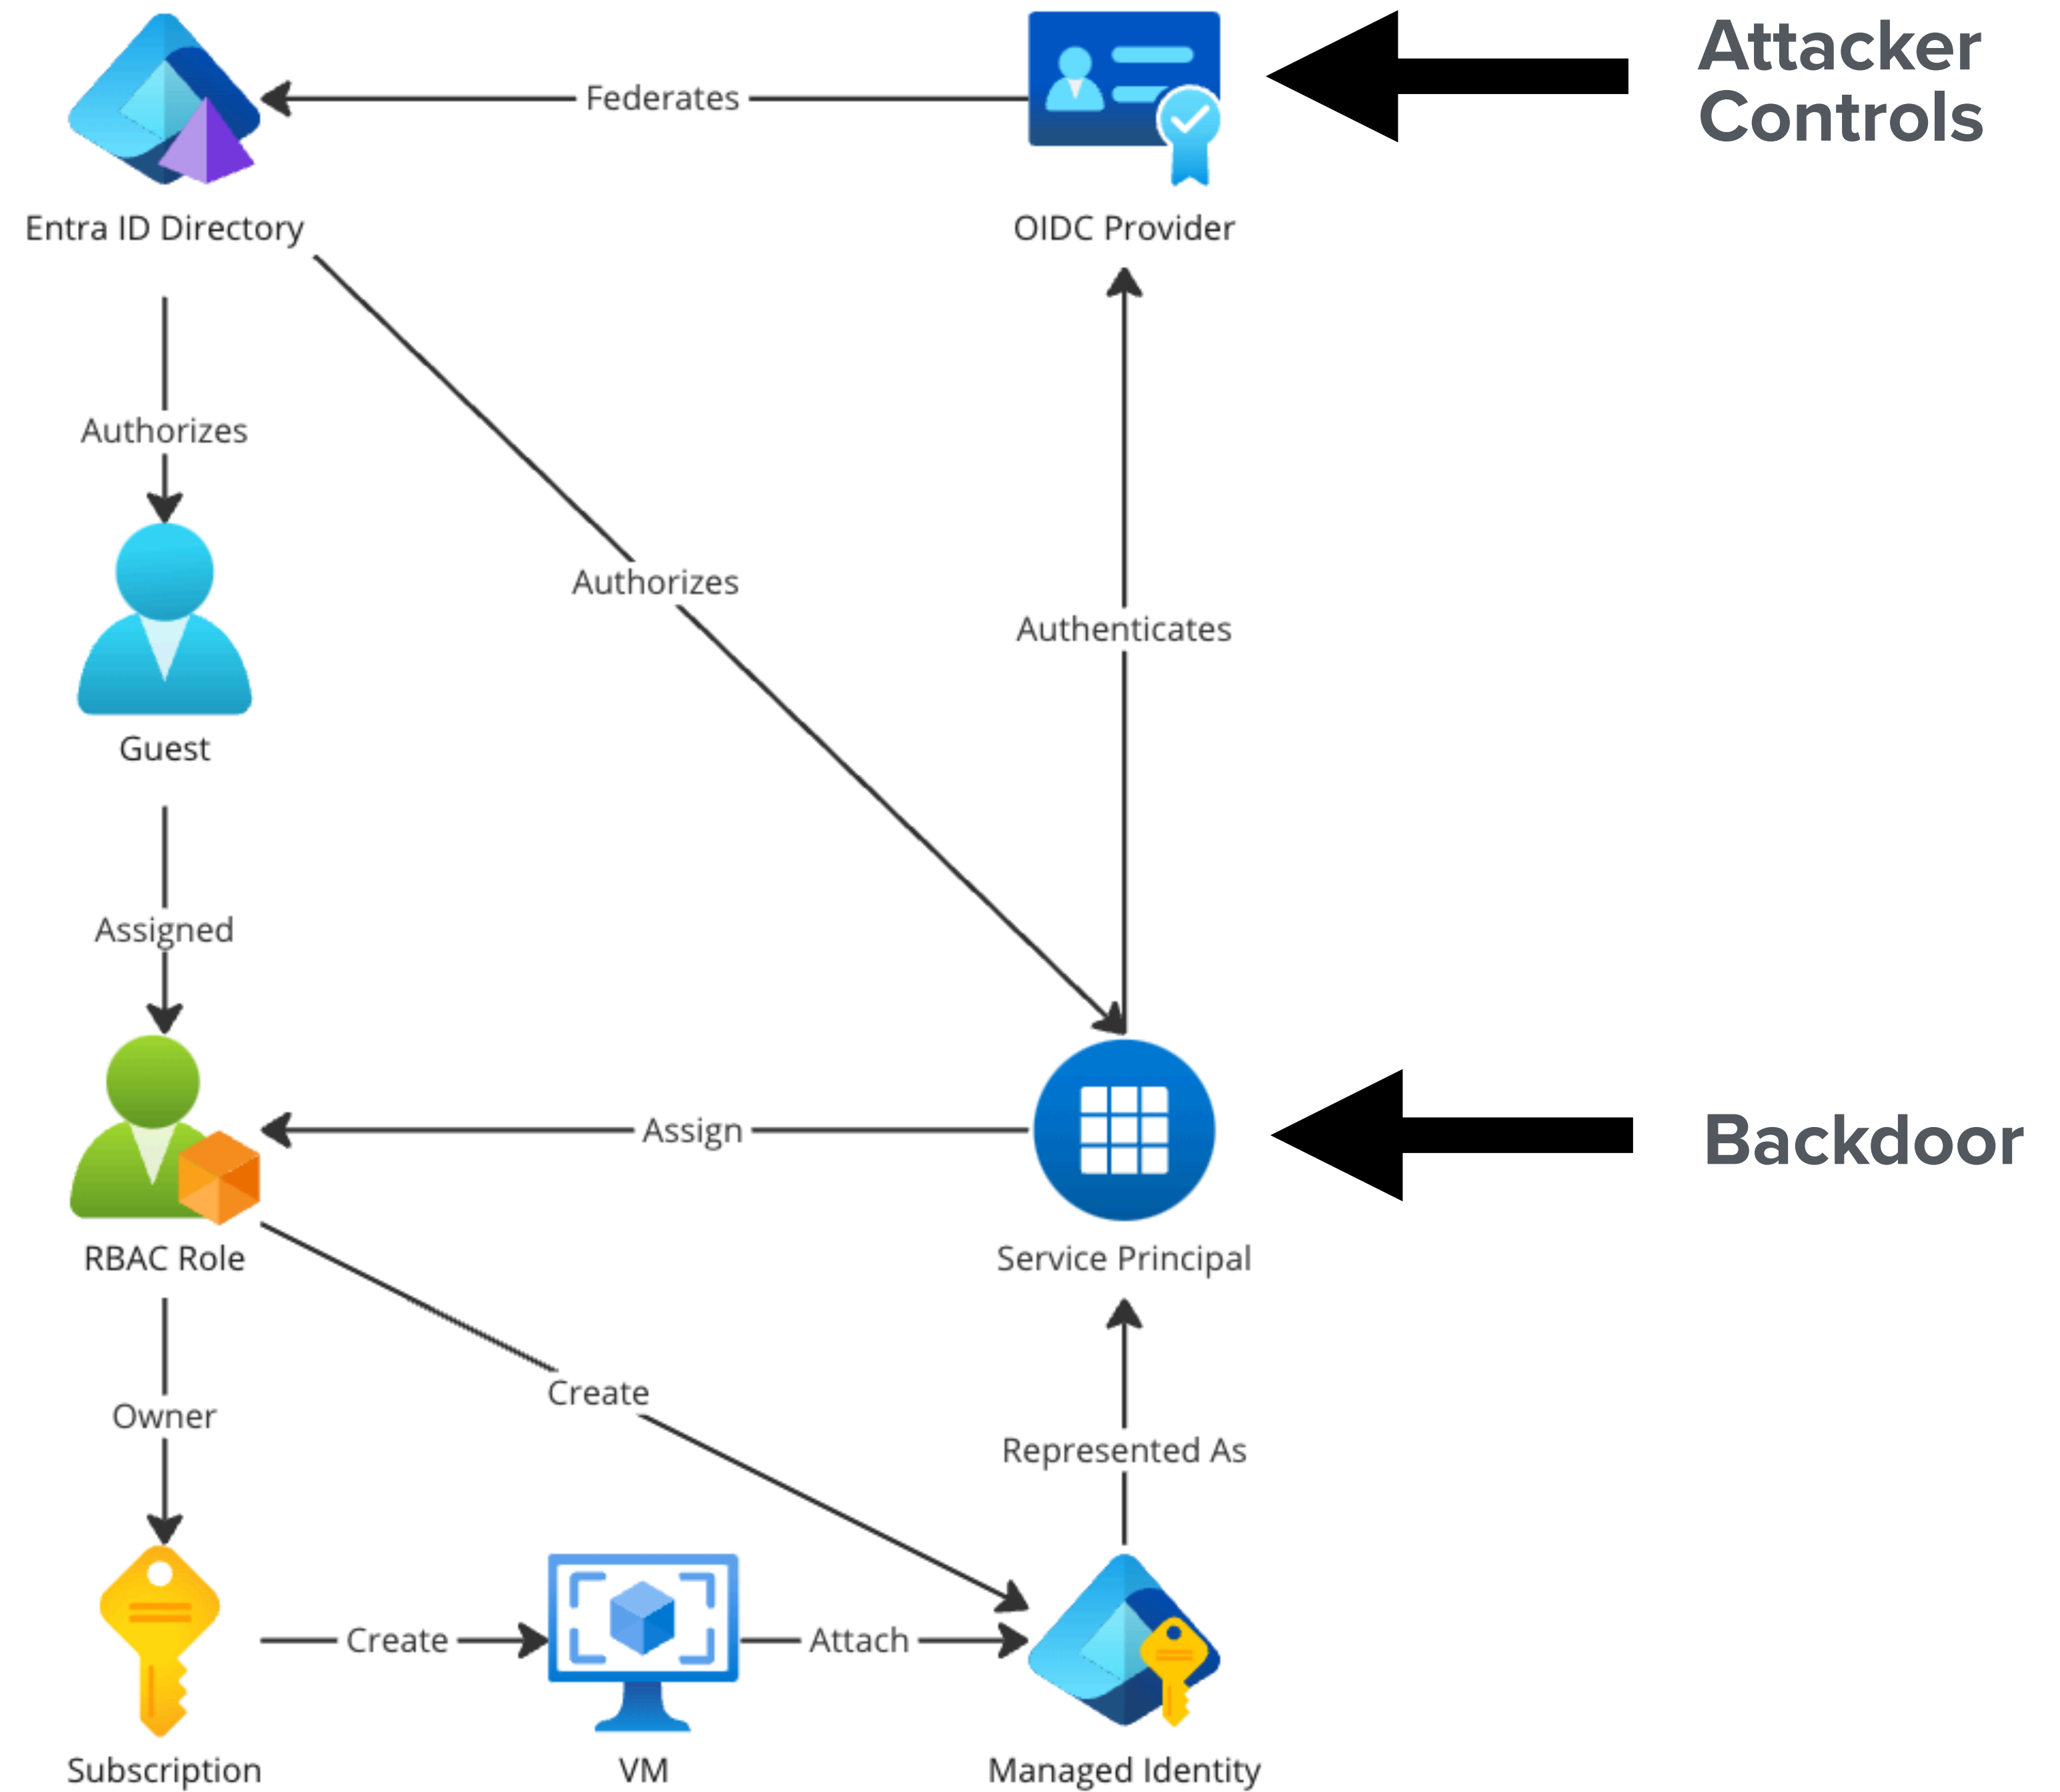 Attacker
Controls
Federates
Entra ID Directory
OIDC Provider
Authorizes
Authorizes
Authenticates
Guest
Assigned
Assign
Backdoor
RBAC Role
Service Principal
Create
Owner
Represented As
Create
Attach
Subscription
VM
Managed Identity